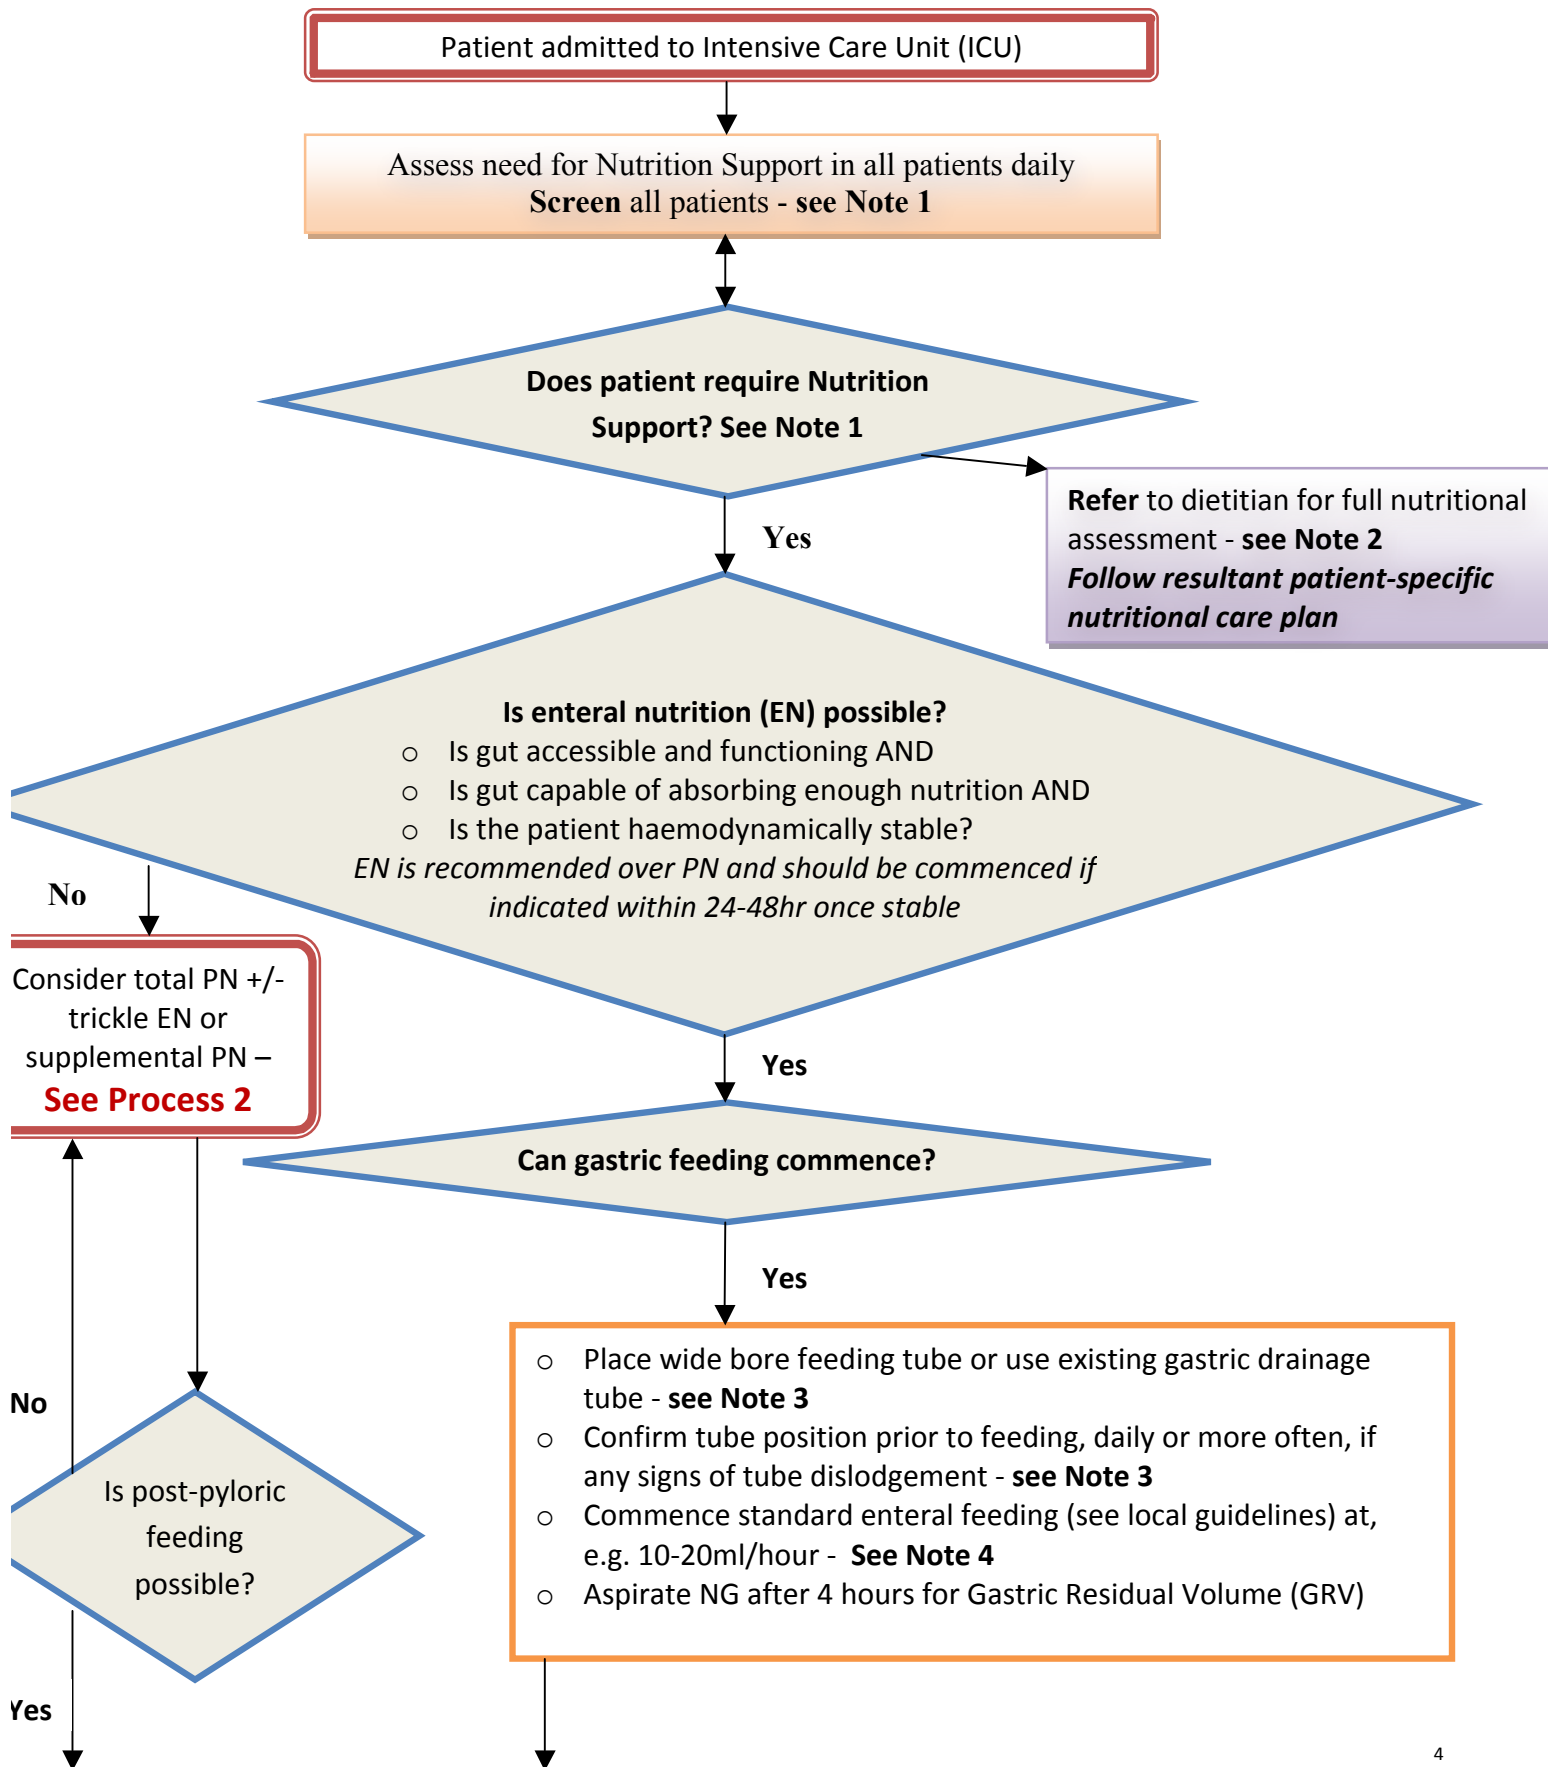 Patient admitted to Intensive Care Unit (ICU)
Assess need for Nutrition Support in all patients daily
Screen all patients - see Note 1
Does patient require Nutrition
Support? See Note 1
Refer to dietitian for full nutritional
assessment - see Note 2
Follow resultant patient-specific
nutritional care plan
Yes
Is enteral nutrition (EN) possible?
o Is gut accessible and functioning AND
o Is gut capable of absorbing enough nutrition AND
o Is the patient haemodynamically stable?
EN is recommended over PN and should be commenced if
indicated within 24-48hr once stable
No
Consider total PN +/-
trickle EN or
supplemental PN –
See Process 2
Yes
Can gastric feeding commence?
Yes
o Place wide bore feeding tube or use existing gastric drainage
tube - see Note 3
o Confirm tube position prior to feeding, daily or more often, if
any signs of tube dislodgement - see Note 3
o Commence standard enteral feeding (see local guidelines) at,
e.g. 10-20ml/hour - See Note 4
o Aspirate NG after 4 hours for Gastric Residual Volume (GRV)
No
Is post-pyloric
feeding
possible?
Yes
4